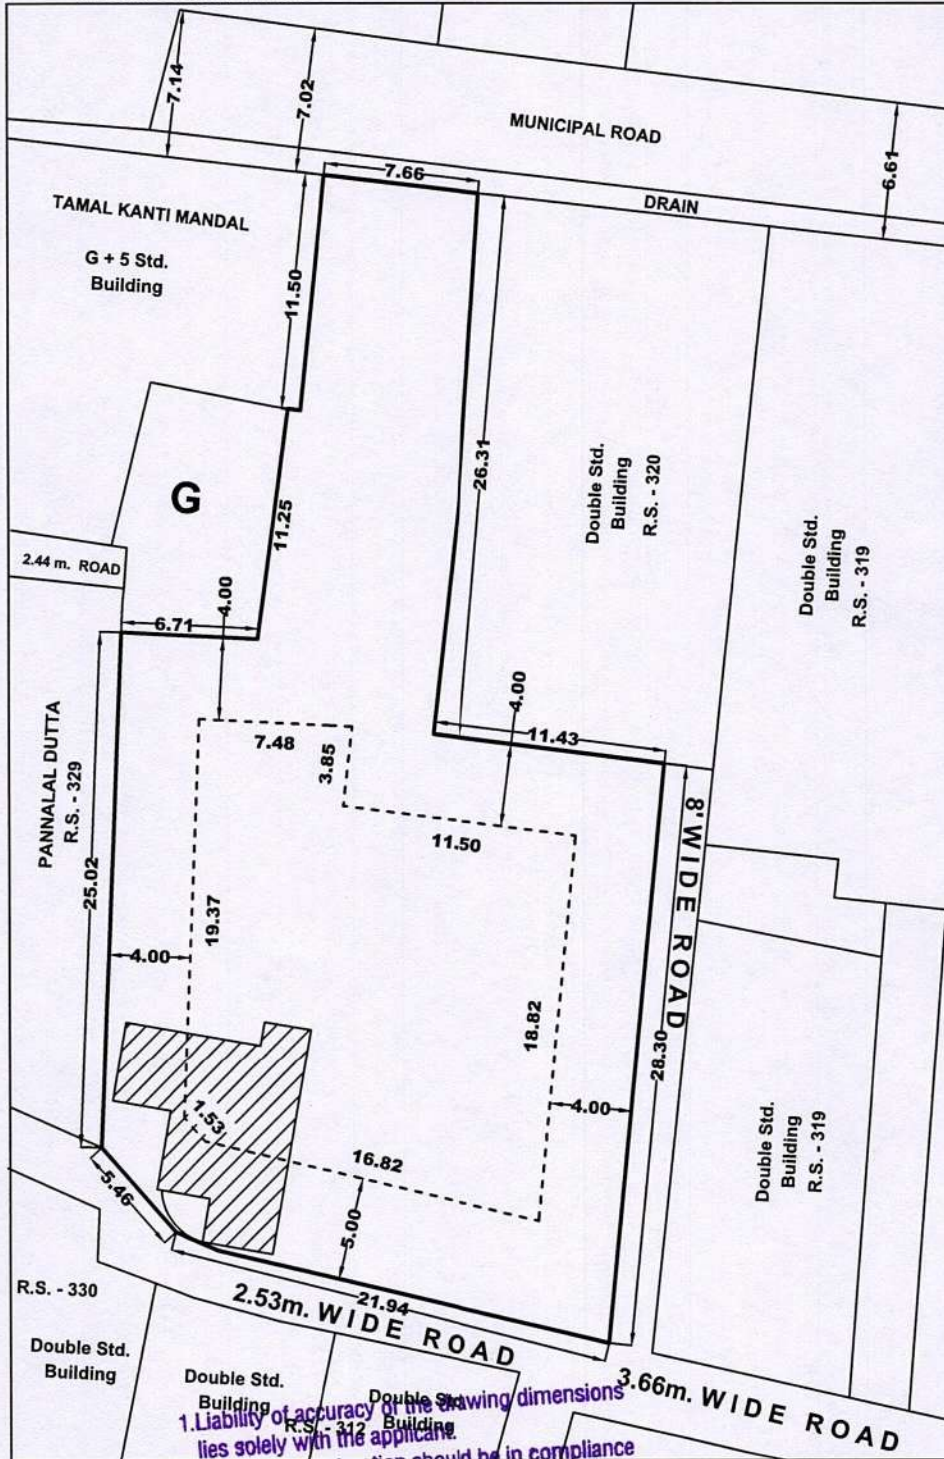 7.14
7.02
MUNICIPAL ROAD
6.61
7.66
DRAIN
TAMAL KANTI MANDAL
G + 5 Std.
Building
11.50
26.31
Double Std.
Building
R.S. - 320
Double Std.
Building
R.S. - 319
G
11.25
2.44 m. ROAD
4.00
6.71
PANNALAL DUTTA
R.S. - 329
4.00
11.43
7.48
3.85
11.50
8' WIDE ROAD
25.02
19.37
4.00
18.82
28.30
4.00
Double Std.
Building
R.S. - 319
1.53
16.82
5.46
5.00
R.S. - 330
21.94
2.53m. WIDE ROAD
Double Std.
Building
Double Std.
Building
R.S. - 312
Double Std.
Building
3.66m. WIDE ROAD
1.Liability of accuracy of the drawing dimensions
lies solely with the applicant.
should be in compliance